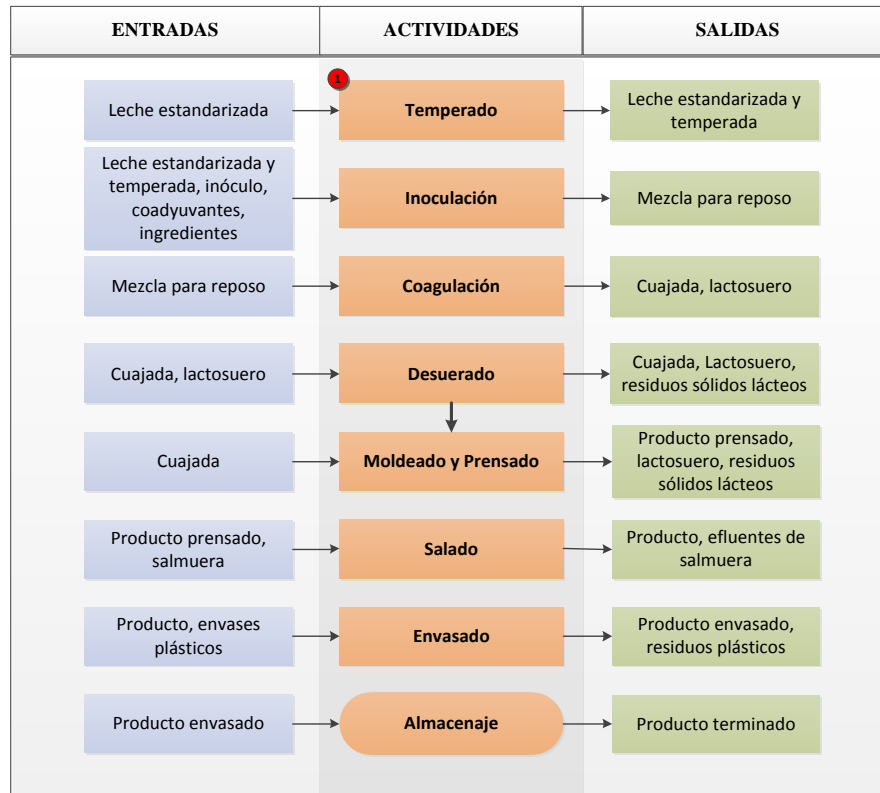 ENTRADAS
ACTIVIDADES
SALIDAS
1
Leche estandarizada
Temperado
Leche estandarizada y
temperada
Leche estandarizada y
temperada, inóculo,
coadyuvantes,
ingredientes
Inoculación
Mezcla para reposo
Mezcla para reposo
Coagulación
Cuajada, lactosuero
Cuajada, lactosuero
Desuerado
Cuajada, Lactosuero,
residuos sólidos lácteos
Cuajada
Moldeado y Prensado
Producto prensado,
lactosuero, residuos
sólidos lácteos
Producto prensado,
salmuera
Salado
Producto, efluentes de
salmuera
Producto, envases
plásticos
Envasado
Producto envasado,
residuos plásticos
Producto envasado
Almacenaje
Producto terminado